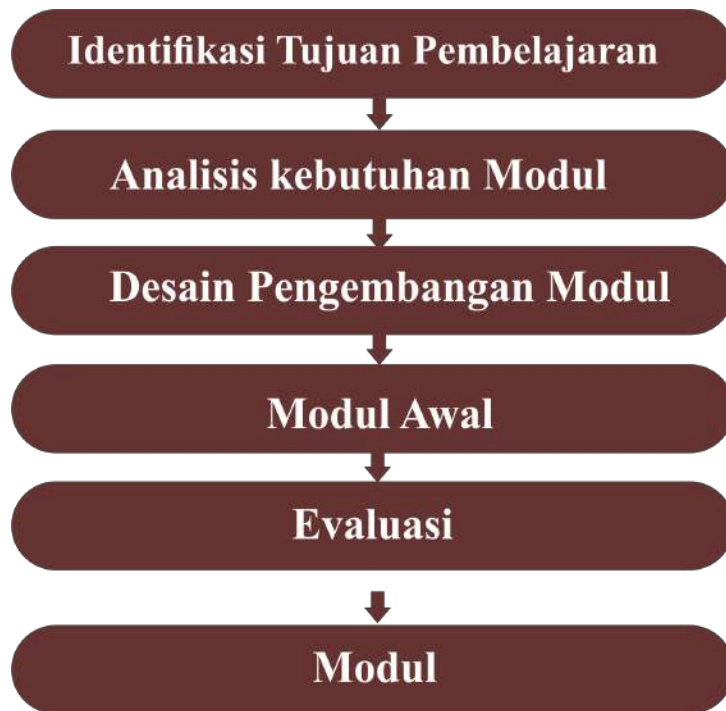 Identifikasi Tujuan Pembelajaran
Analisis kebutuhan Modul
Desain Pengembangan Modul
Modul Awal
Evaluasi
Modul